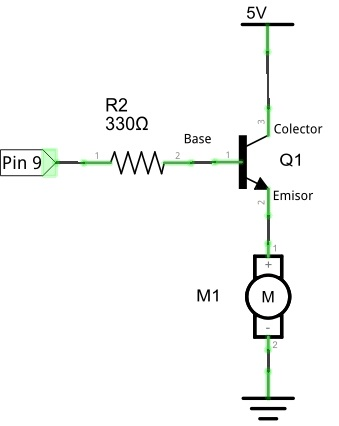 5V
R2
330Ω
Base
Colector
3
Pin 9
1
2
1
Q1
2
Emisor
1
+
M1
M
-
2